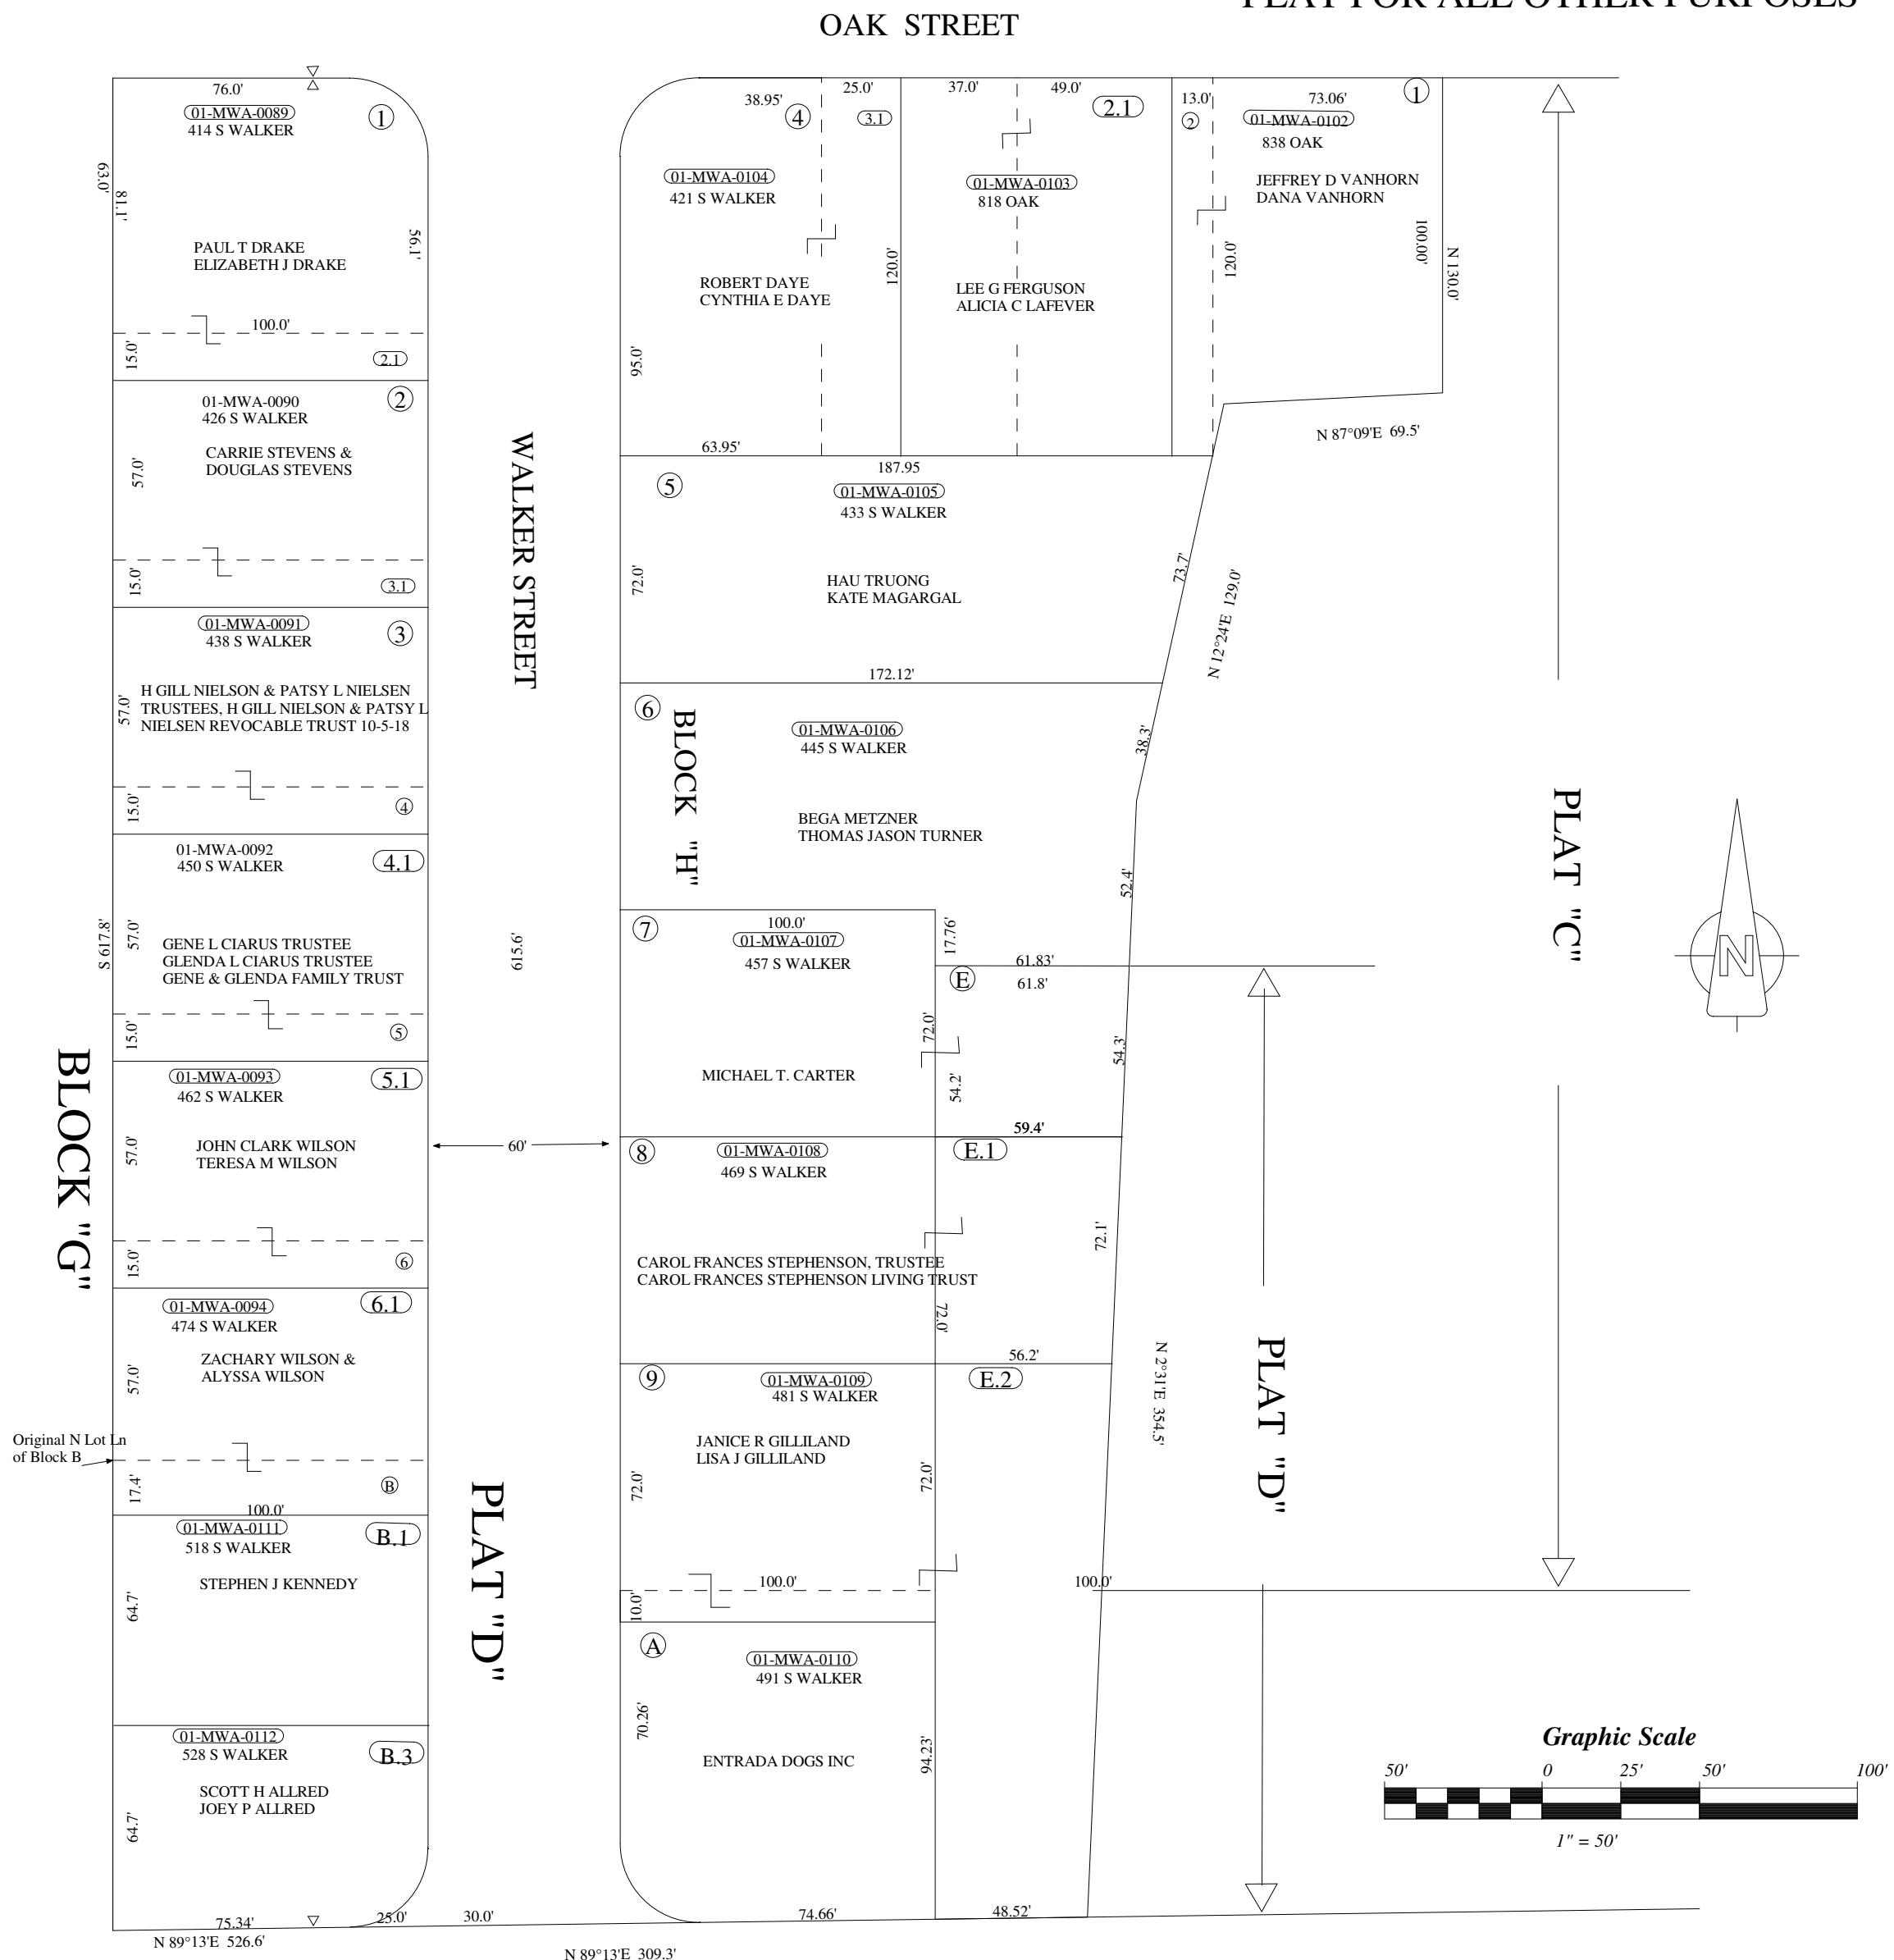 PLAT FOR ALL OTHER PURPOSES
OAK STREET
76.0'
01-MWA-0089
414 S WALKER
1
63.0'
81.1'
56.1'
PAUL T DRAKE
ELIZABETH J DRAKE
100.0'
15.0'
2.1
01-MWA-0090
426 S WALKER
2
CARRIE STEVENS &
DOUGLAS STEVENS
57.0'
15.0'
3.1
01-MWA-0091
438 S WALKER
3
H GILL NIELSON & PATSY L NIELSEN
TRUSTEES, H GILL NIELSON & PATSY L
NIELSEN REVOCABLE TRUST 10-5-18
57.0'
15.0'
4
01-MWA-0092
450 S WALKER
4.1
S 617.8'
57.0'
GENE L CIARUS TRUSTEE
GLENDA L CIARUS TRUSTEE
GENE & GLENDA FAMILY TRUST
15.0'
5
BLOCK "G"
01-MWA-0093
462 S WALKER
5.1
57.0'
JOHN CLARK WILSON
TERESA M WILSON
15.0'
6
01-MWA-0094
474 S WALKER
6.1
57.0'
ZACHARY WILSON &
ALYSSA WILSON
Original N Lot Ln
of Block B
17.4'
B
100.0'
01-MWA-0111
518 S WALKER
B.1
STEPHEN J KENNEDY
64.7'
01-MWA-0112
528 S WALKER
B.3
SCOTT H ALLRED
JOEY P ALLRED
64.7'
75.34'
25.0'
30.0'
N 89°13'E 526.6'
N 89°13'E 309.3'
WALKER STREET
615.6'
60'
PLAT "D"
38.95'
4
25.0'
3.1
37.0'
49.0'
2.1
13.0'
2
73.06'
1
01-MWA-0104
421 S WALKER
01-MWA-0103
818 OAK
01-MWA-0102
838 OAK
JEFFREY D VANHORN
DANA VANHORN
ROBERT DAYE
CYNTHIA E DAYE
120.0'
LEE G FERGUSON
ALICIA C LAFEVER
120.0'
100.00'
N 130.0'
95.0'
63.95'
187.95
N 87°09'E 69.5'
5
01-MWA-0105
433 S WALKER
72.0'
HAU TRUONG
KATE MAGARGAL
73.7'
N 12°24'E 129.0'
172.12'
6
BLOCK "H"
01-MWA-0106
445 S WALKER
38.3'
BEGA METZNER
THOMAS JASON TURNER
52.4'
PLAT "C"
N
7
100.0'
01-MWA-0107
457 S WALKER
17.76'
61.83'
E
61.8'
72.0'
54.2'
54.3'
MICHAEL T. CARTER
59.4'
8
01-MWA-0108
469 S WALKER
E.1
72.1'
CAROL FRANCES STEPHENSON, TRUSTEE
CAROL FRANCES STEPHENSON LIVING TRUST
72.0'
56.2'
9
01-MWA-0109
481 S WALKER
E.2
N 2°31'E 354.5'
PLAT "D"
JANICE R GILLILAND
LISA J GILLILAND
72.0'
72.0'
100.0'
100.0'
10.0'
A
01-MWA-0110
491 S WALKER
70.26'
94.23'
ENTRADA DOGS INC
74.66'
48.52'
Graphic Scale
50' 0 25' 50' 100'
1" = 50'